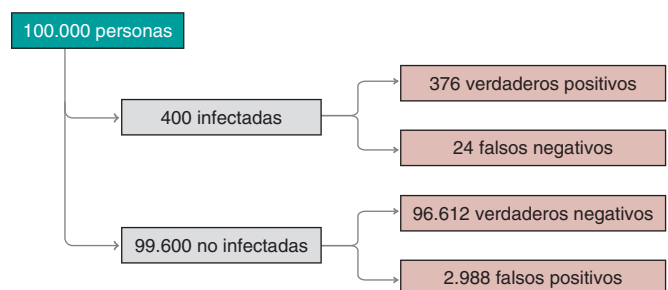 100.000 personas
400 infectadas
376 verdaderos positivos
24 falsos negativos
99.600 no infectadas
96.612 verdaderos negativos
2.988 falsos positivos